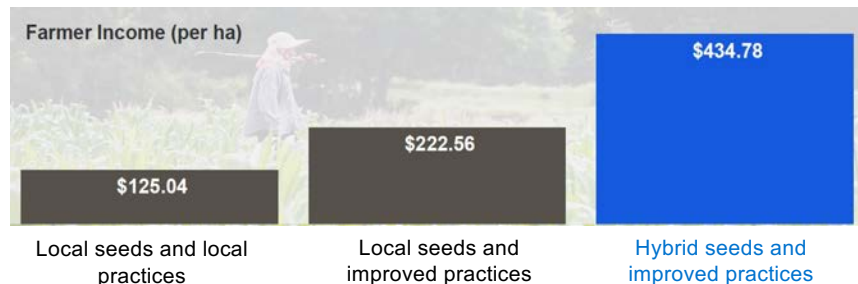 Farmer Income (per ha)
$434.78
$222.56
$125.04
Local seeds and local
practices
Local seeds and
improved practices
Hybrid seeds and
improved practices